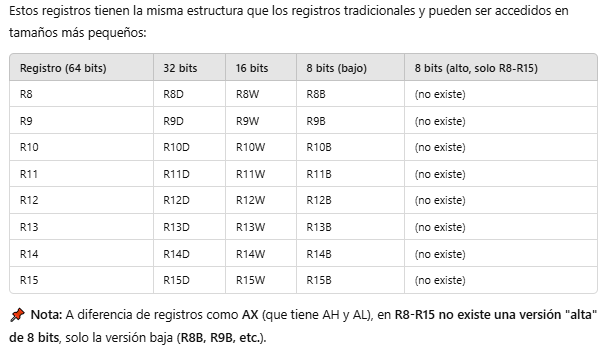 Estos registros tienen la misma estructura que los registros tradicionales y pueden ser accedidos en
tamaños más pequeños:
Registro (64 bits) 32 bits 16 bits 8 bits (bajo) 8 bits (alto, solo R8-R15)
R8 R8D R8W R8B (no existe)
R9 R9D R9W R9B (no existe)
R10 R10D R10W R10B (no existe)
R11 R11D R11W R11B (no existe)
R12 R12D R12W R12B (no existe)
R13 R13D R13W R13B (no existe)
R14 R14D R14W R14B (no existe)
R15 R15D R15W R15B (no existe)
📌 Nota: A diferencia de registros como AX (que tiene AH y AL), en R8-R15 no existe una versión "alta"
de 8 bits, solo la versión baja (R8B, R9B, etc.).